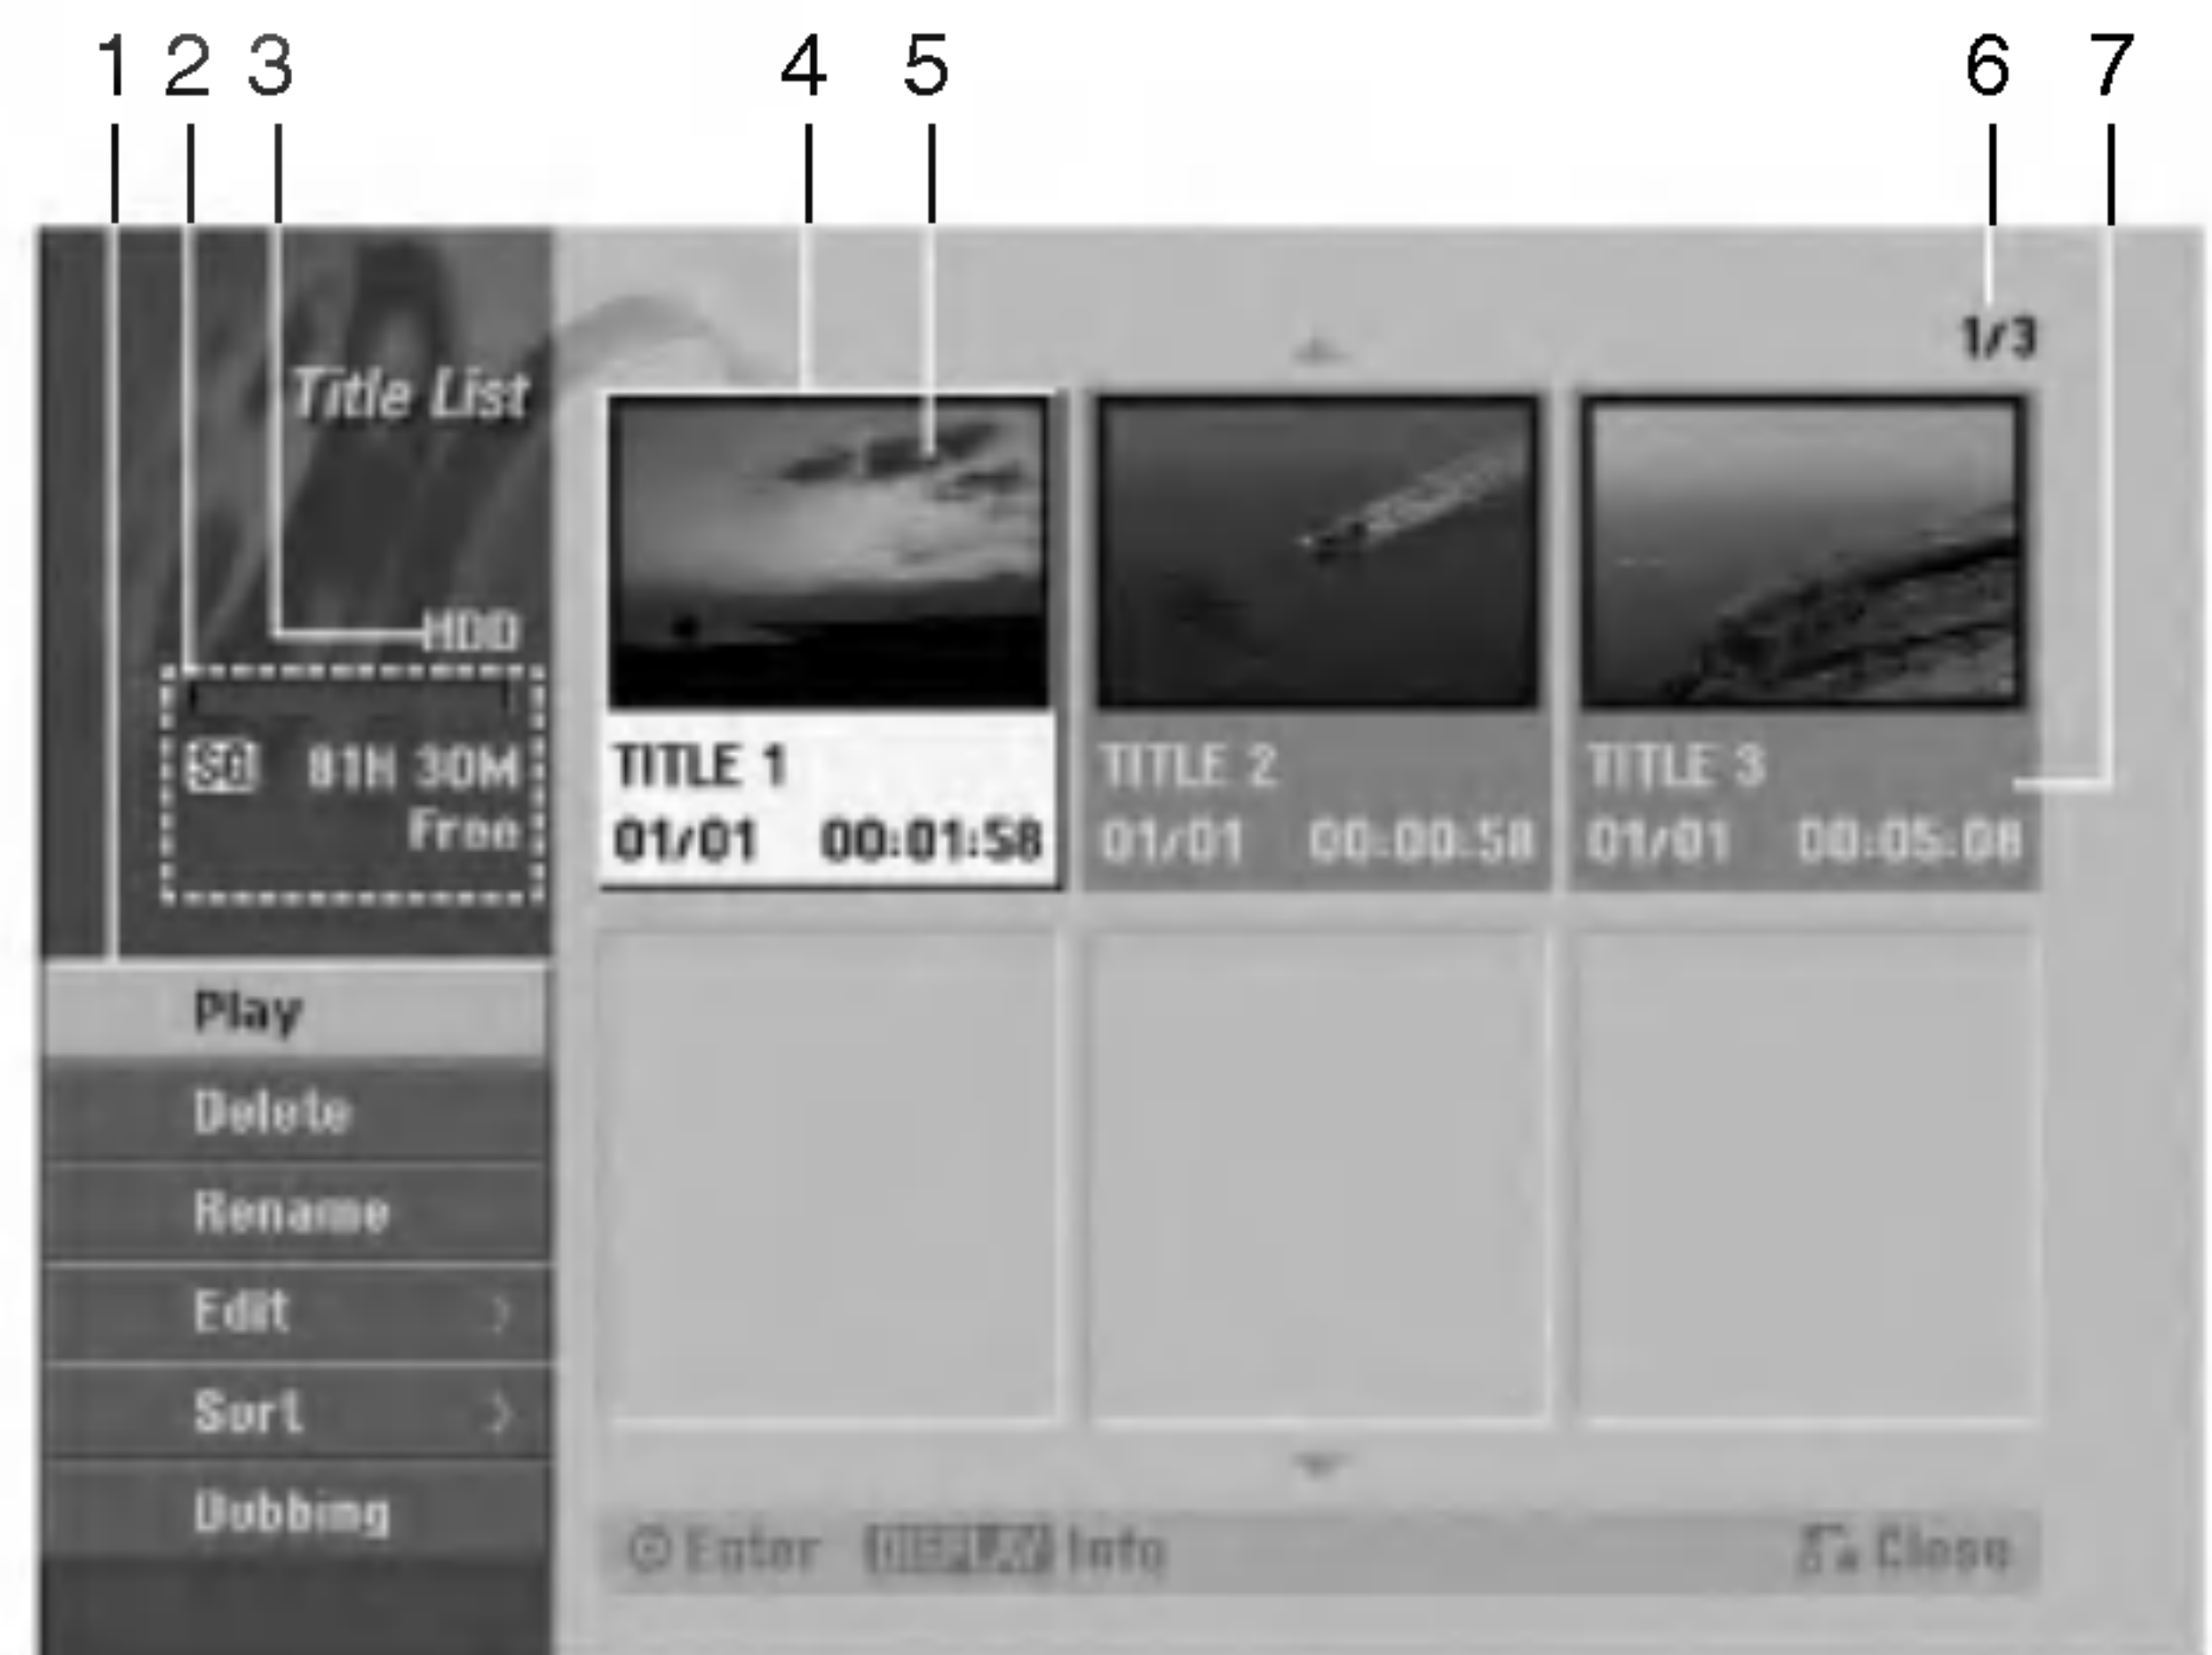 1 2 3 4 5 6 7
1/3
Title List
HDD
SQ 81H 30M
Free
TITLE 1
01/01 00:01:58
TITLE 2
01/01 00:00:58
TITLE 3
01/01 00:05:08
Play
Delete
Rename
Edit
Sort
Dubbing
Enter DISPLAY Info Close